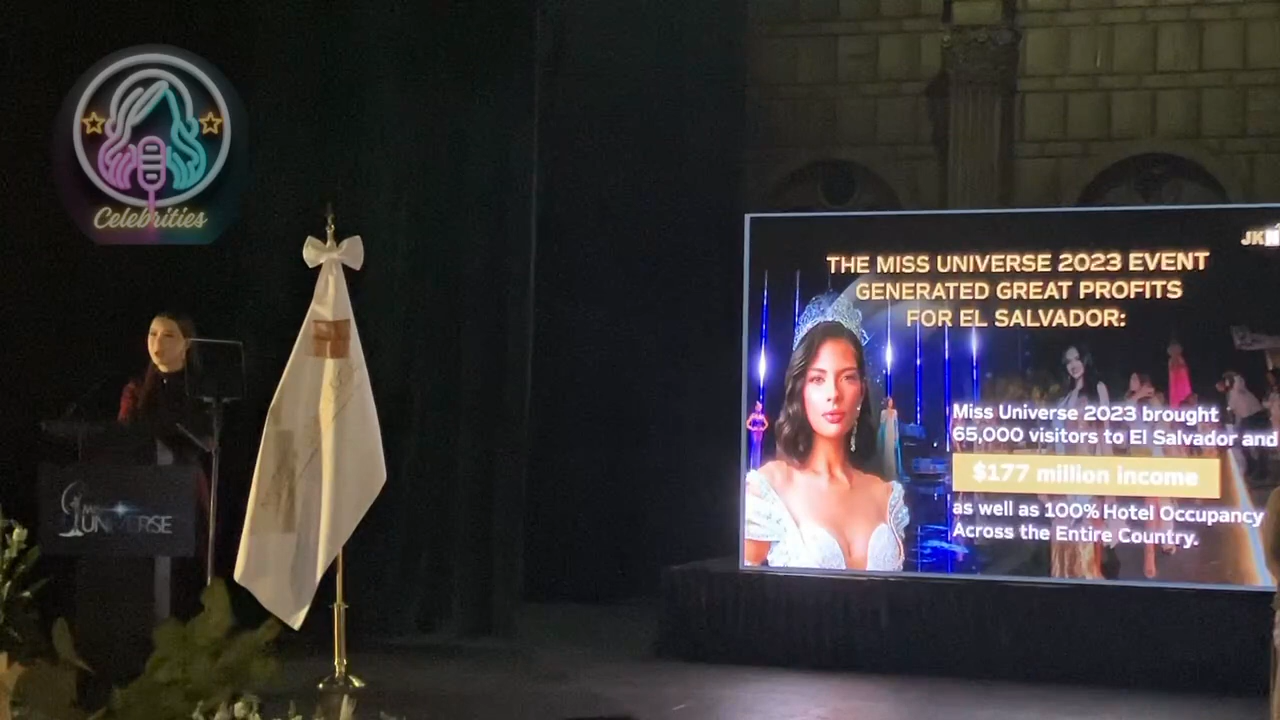 Celebrities
UNIVERSE
JK
THE MISS UNIVERSE 2023 EVENT
GENERATED GREAT PROFITS
FOR EL SALVADOR:
Miss Universe 2023 brought
65,000 visitors to El Salvador and
$177 million income
as well as 100% Hotel Occupancy
Across the Entire Country.